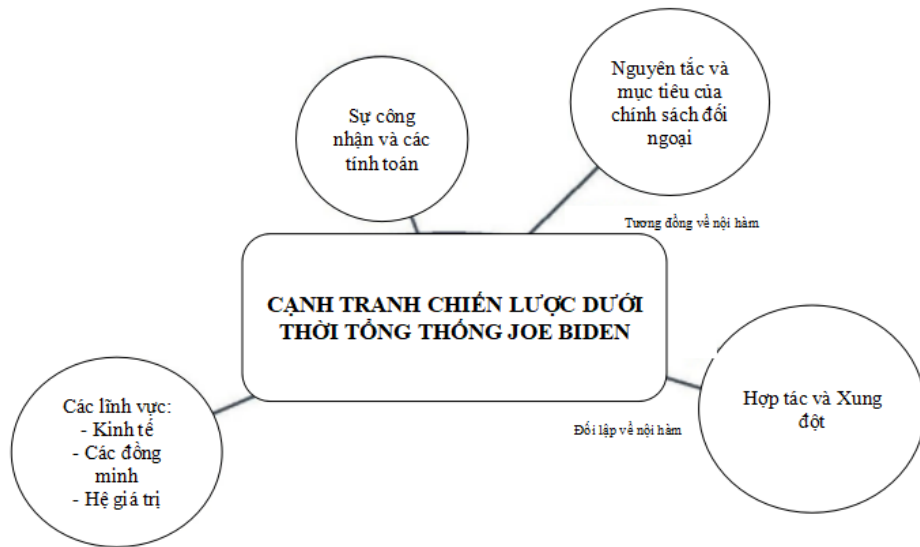 Sự công
nhận và các
tính toán
Nguyên tắc và
mục tiêu của
chính sách đối
ngoại
Tương đồng về nội hàm
CẠNH TRANH CHIẾN LƯỢC DƯỚI
THỜI TỔNG THỐNG JOE BIDEN
Các lĩnh vực:
- Kinh tế
- Các đồng
minh
- Hệ giá trị
Đối lập về nội hàm
Hợp tác và Xung
đột